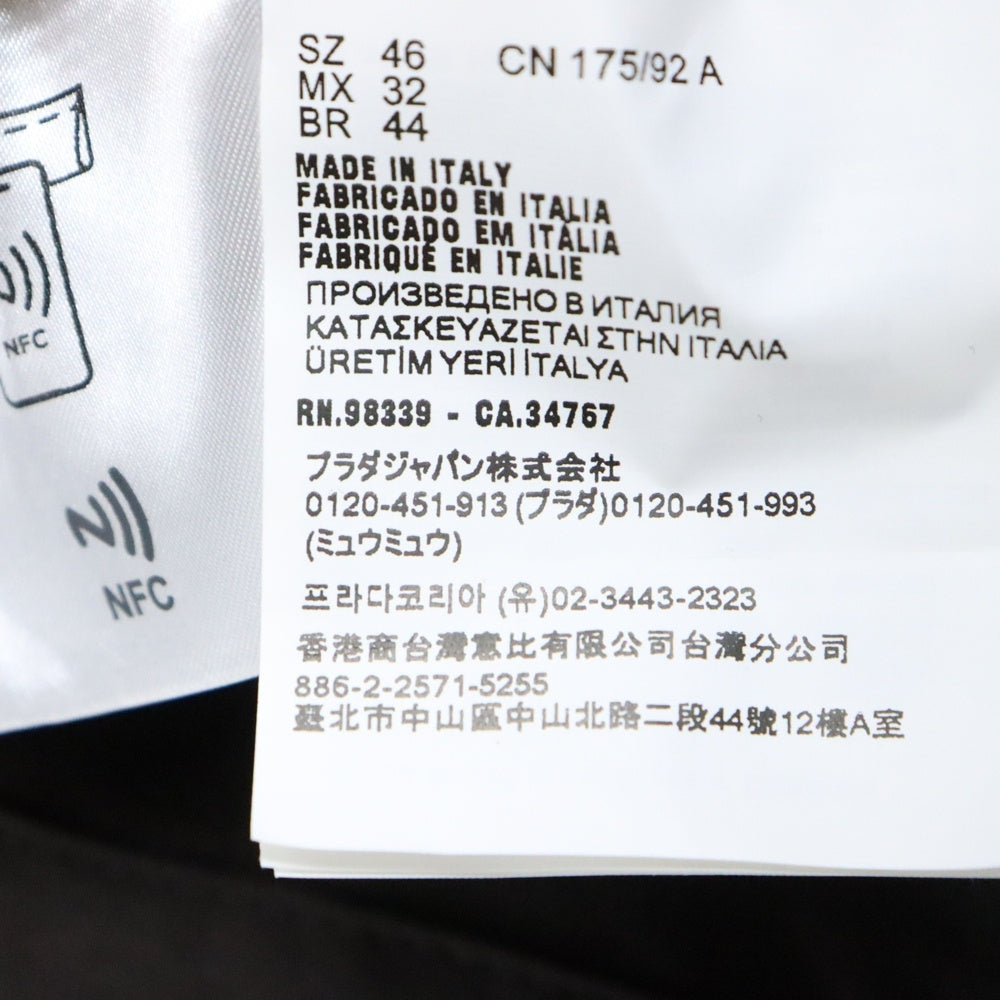 SZ 46 CN 175/92 A
MX 32
BR 44
MADE IN ITALY
FABRICADO EN ITALIA
FABRICADO EM ITÁLIA
FABRIQUÉ EN ITALIE
ПРОИЗВЕДЕНО В ИТАЛИЯ
ΚΑΤΑΣΚΕΥΑΖΕΤΑΙ ΣΤΗΝ ΙΤΑΛΙΑ
ÜRETİM YERİ İTALYA
RN.98339 - CA.34767
プラダジャパン株式会社
0120-451-913 (プラダ)0120-451-993
(ミュウミュウ)
프라다코리아 (유)02-3443-2323
香港商台灣意比有限公司台灣分公司
886-2-2571-5255
臺北市中山區中山北路二段44號12樓A室
NFC
NFC